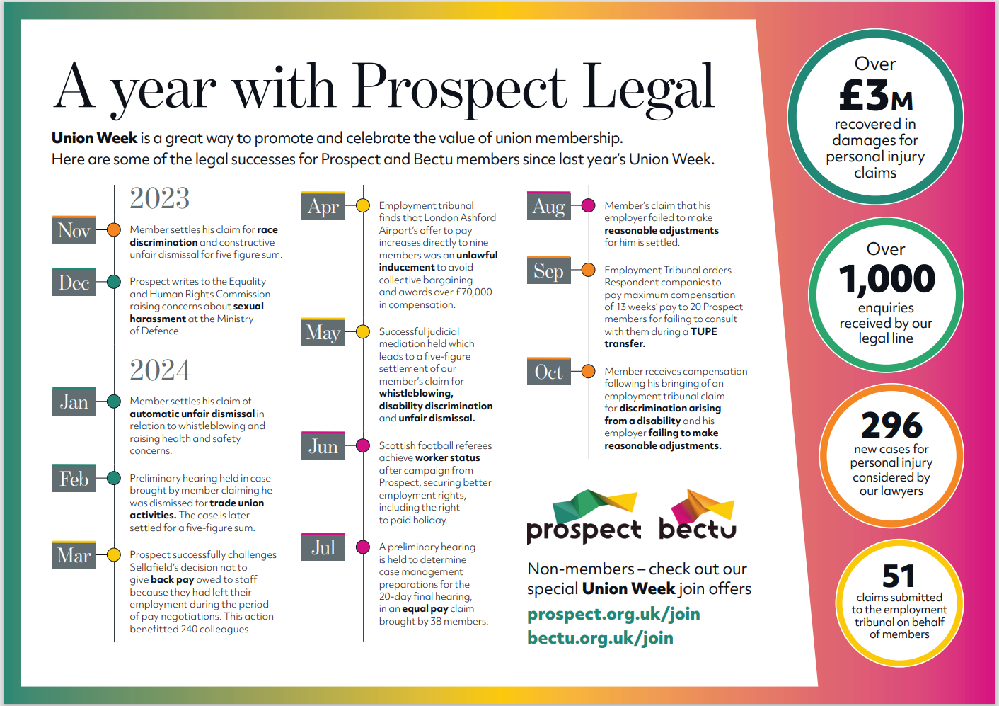 A year with Prospect Legal
Union Week is a great way to promote and celebrate the value of union membership.
Here are some of the legal successes for Prospect and Bectu members since last year's Union Week.
2023
Nov
Member settles his claim for race
discrimination and constructive
unfair dismissal for five figure sum.
Dec
Prospect writes to the Equality
and Human Rights Commission
raising concerns about sexual
harassment at the Ministry
of Defence.
2024
Jan
Member settles his claim of
automatic unfair dismissal in
relation to whistleblowing and
raising health and safety
concerns.
Feb
Preliminary hearing held in case
brought by member claiming he
was dismissed for trade union
activities. The case is later
settled for a five-figure sum.
Mar
Prospect successfully challenges
Sellafield's decision not to
give back pay owed to staff
because they had left their
employment during the period
of pay negotiations. This action
benefitted 240 colleagues.
Apr
Employment tribunal
finds that London Ashford
Airport's offer to pay
increases directly to nine
members was an unlawful
inducement to avoid
collective bargaining
and awards over £70,000
in compensation.
May
Successful judicial
mediation held which
leads to a five-figure
settlement of our
member's claim for
whistleblowing,
disability discrimination
and unfair dismissal.
Jun
Scottish football referees
achieve worker status
after campaign from
Prospect, securing better
employment rights,
including the right
to paid holiday.
Jul
A preliminary hearing
is held to determine
case management
preparations for the
20-day final hearing,
in an equal pay claim
brought by 38 members.
Aug
Member's claim that his
employer failed to make
reasonable adjustments
for him is settled.
Sep
Employment Tribunal orders
Respondent companies to
pay maximum compensation
of 13 weeks' pay to 20 Prospect
members for failing to consult
with them during a TUPE
transfer.
Oct
Member receives compensation
following his bringing of an
employment tribunal claim
for discrimination arising
from a disability and his
employer failing to make
reasonable adjustments.
prospect
bectu
Non-members – check out our
special Union Week join offers
prospect.org.uk/join
bectu.org.uk/join
Over
£3M
recovered in
damages for
personal injury
claims
Over
1,000
enquiries
received by our
legal line
296
new cases for
personal injury
considered by
our lawyers
51
claims submitted
to the employment
tribunal on behalf
of members